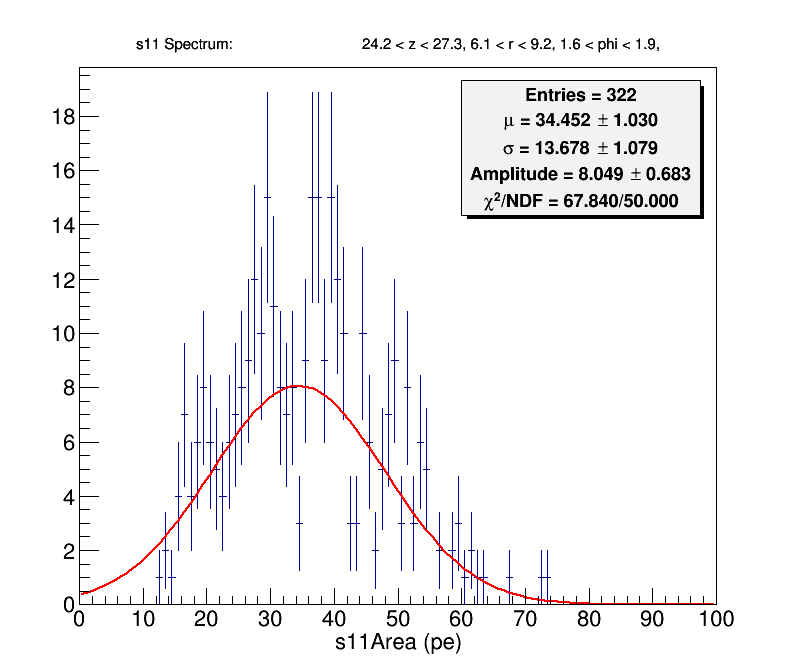 s11 Spectrum: 24.2 < z < 27.3, 6.1 < r < 9.2, 1.6 < phi < 1.9,
Entries = 322
μ = 34.452 ± 1.030
σ = 13.678 ± 1.079
Amplitude = 8.049 ± 0.683
χ²/NDF = 67.840/50.000
18
16
14
12
10
8
6
4
2
0
0 10 20 30 40 50 60 70 80 90 100
s11Area (pe)